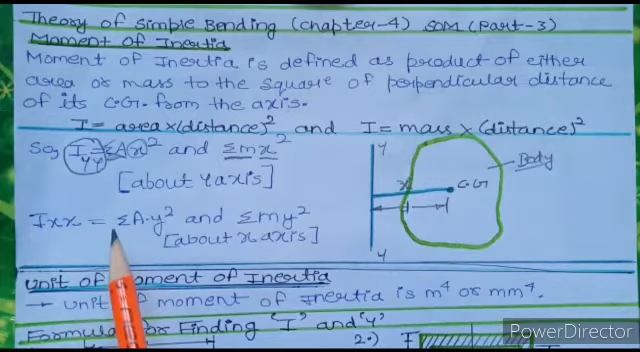 Theory of Simple Bending (Chapter-4) SOM (Part-3)
Moment of Inertia
Moment of Inertia is defined as product of either
area or mass to the square of perpendicular distance
of its C.G. from the axis.
I = area x (distance)² and I = mass x (distance)²
So, Iyy = ΣAx² and Σmx²
[about Y axis]
Y
x
C.G
Body
Y
Ixx = ΣA.y² and Σmy²
[about x axis]
Unit of Moment of Inertia
→ Unit of moment of Inertia is m⁴ or mm⁴.
Formula for Finding 'I' and 'y'
2.)
PowerDirector